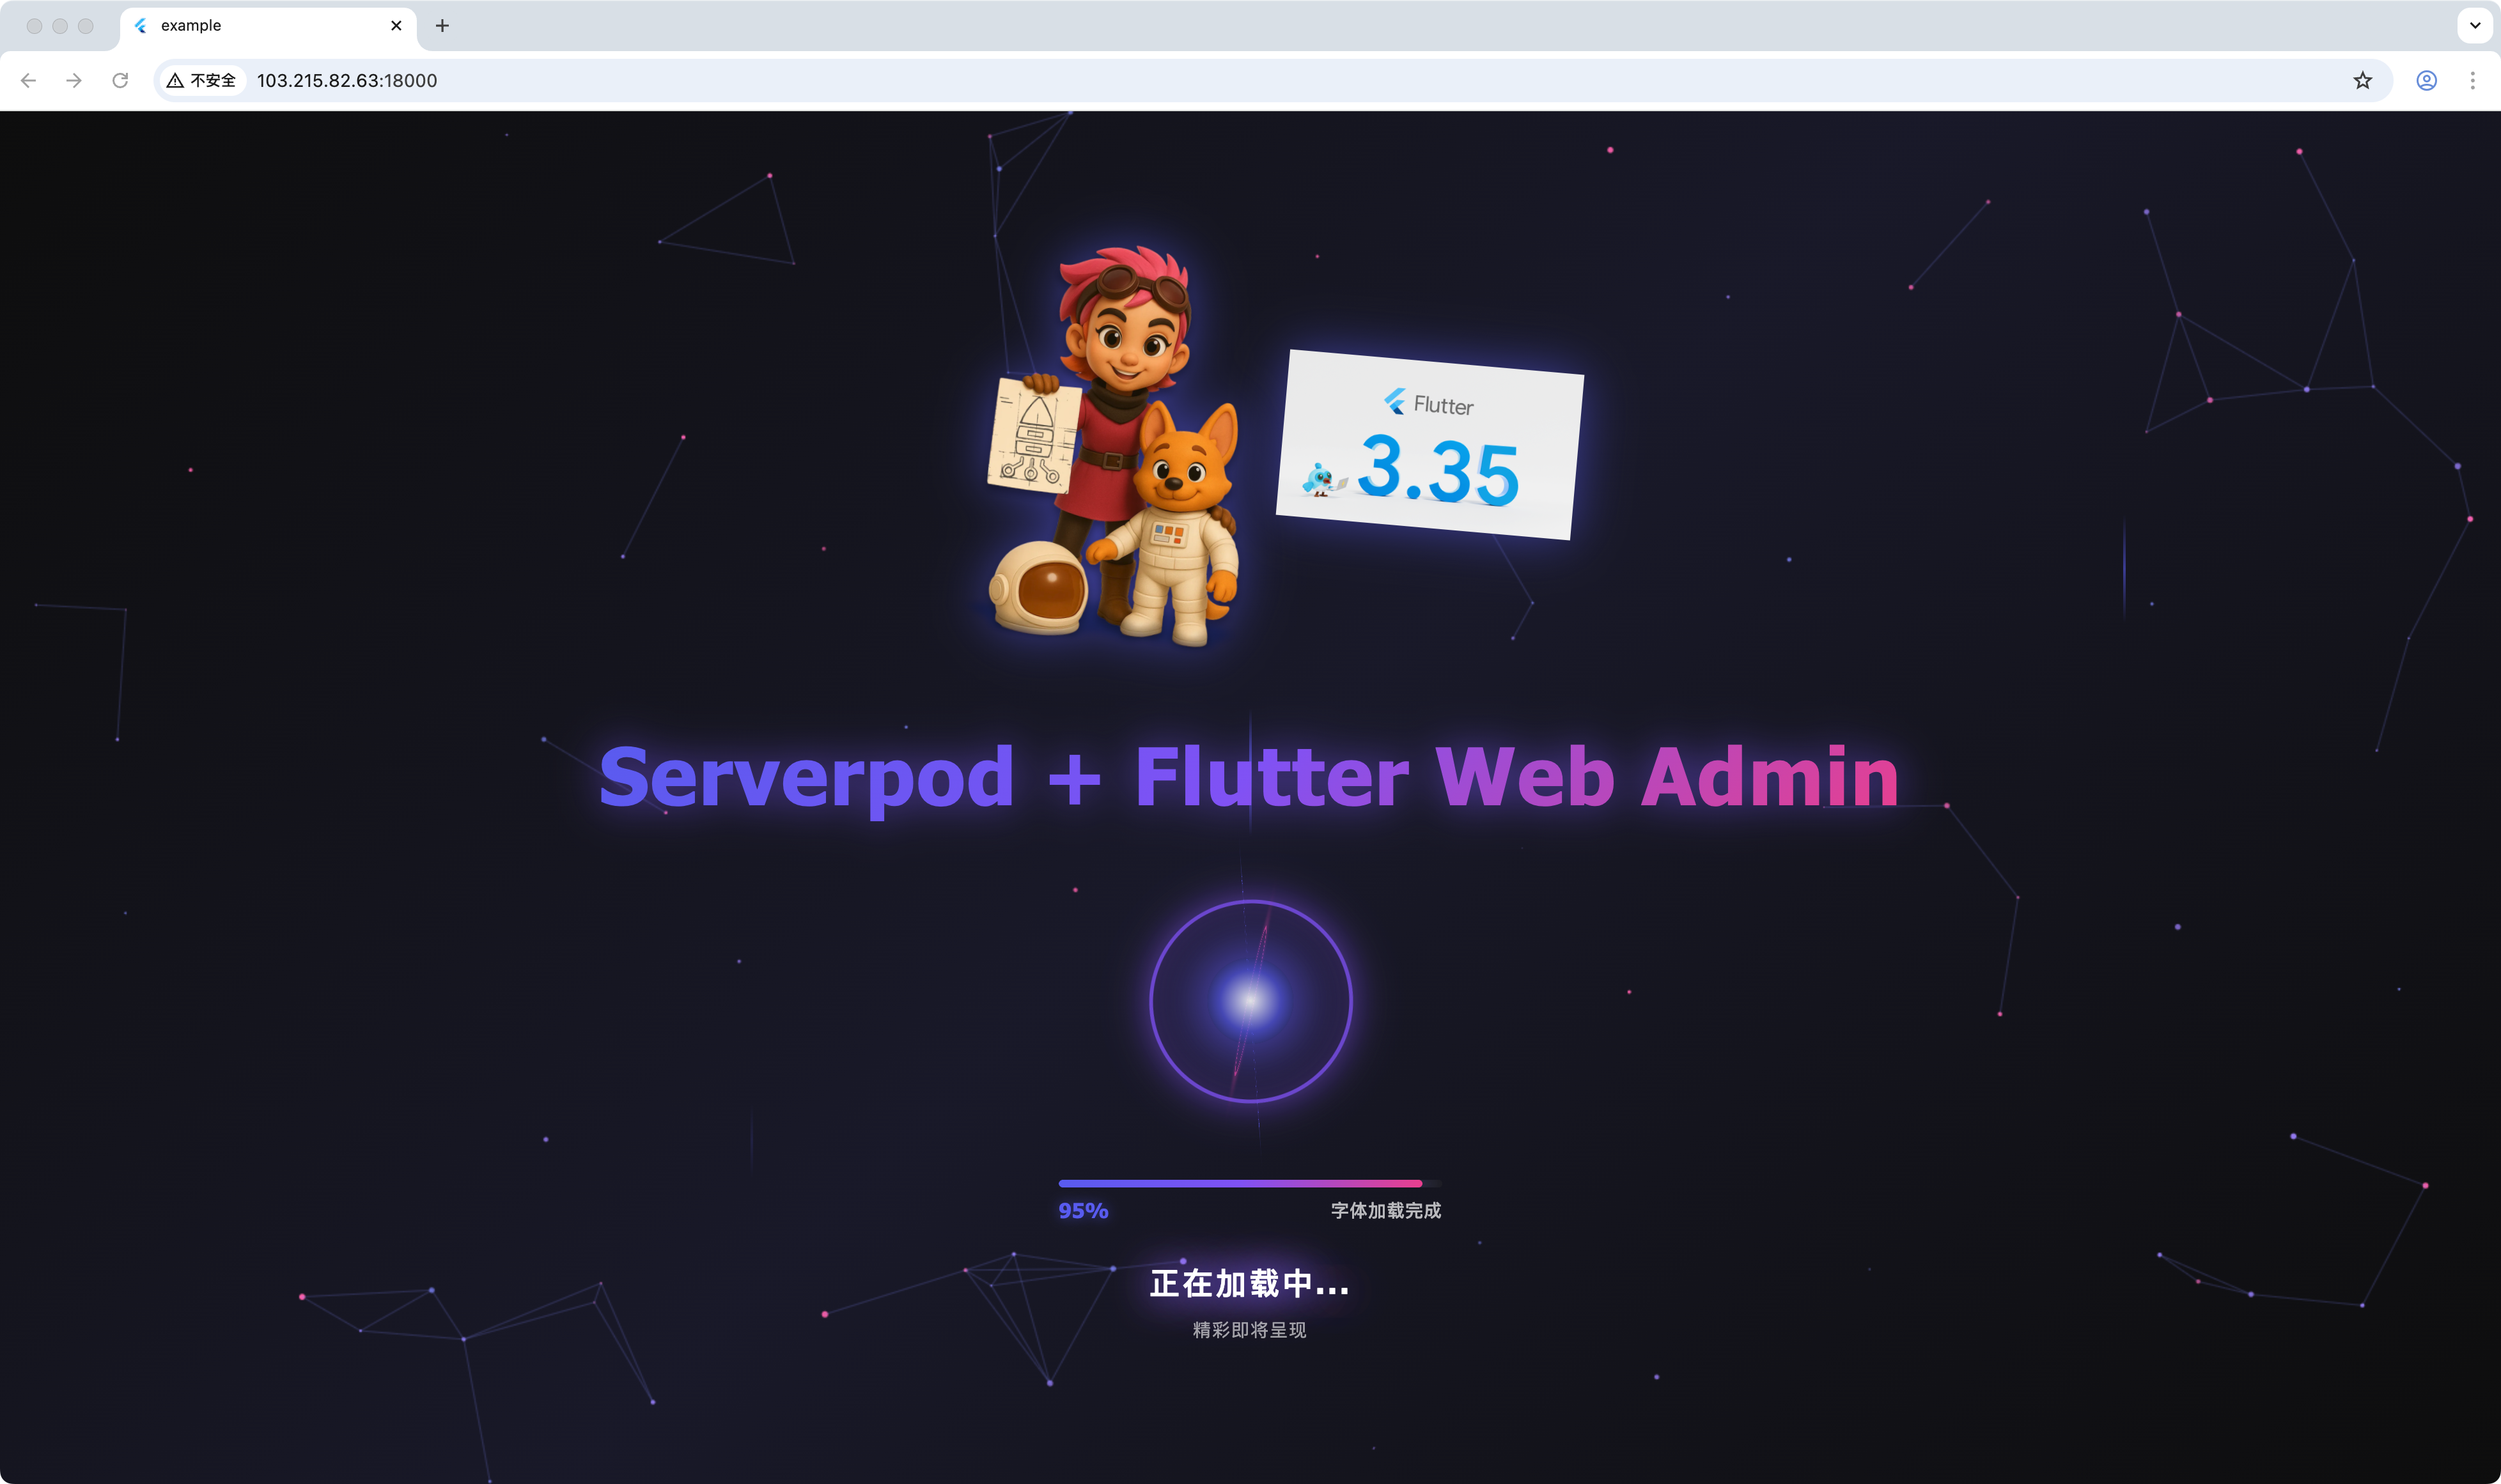 example
不安全 103.215.82.63:18000
Flutter
3.35
Serverpod + Flutter Web Admin
95% 字体加载完成
正在加载中...
精彩即将呈现